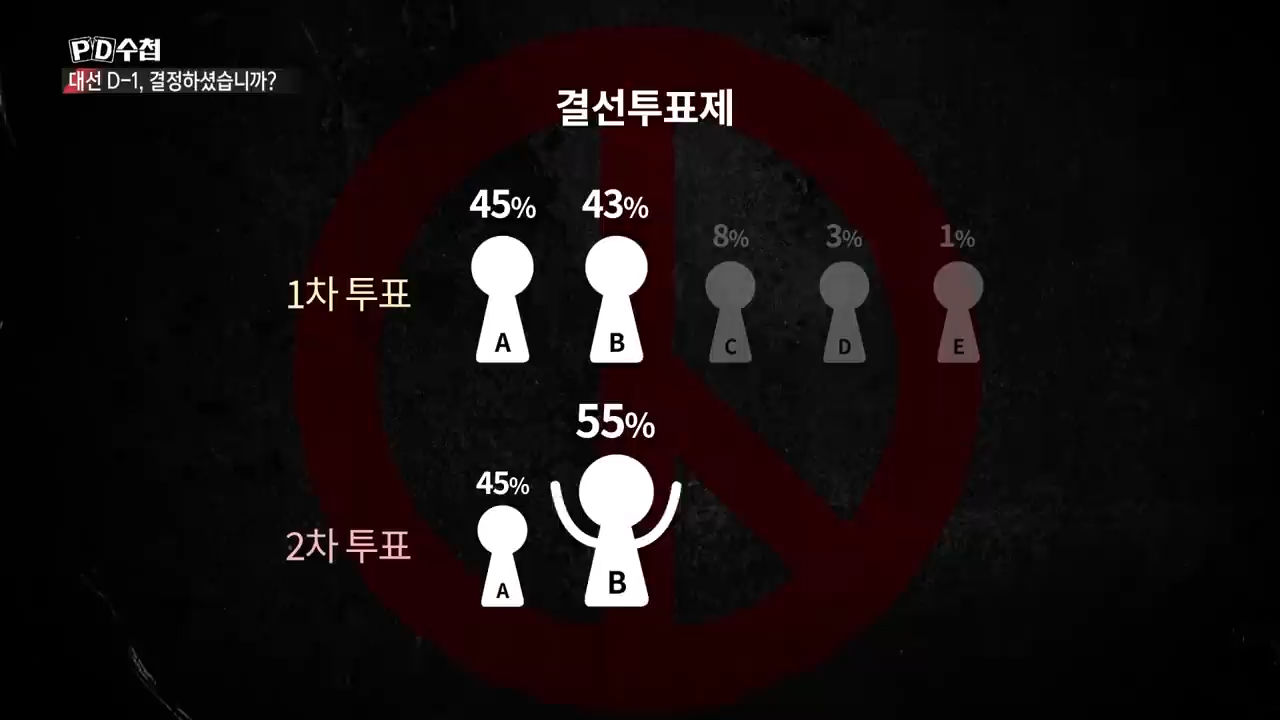 PD수첩
대선 D-1, 결정하셨습니까?
결선투표제
45% 43% 8% 3% 1%
1차 투표
A B C D E
55%
45%
2차 투표
A B